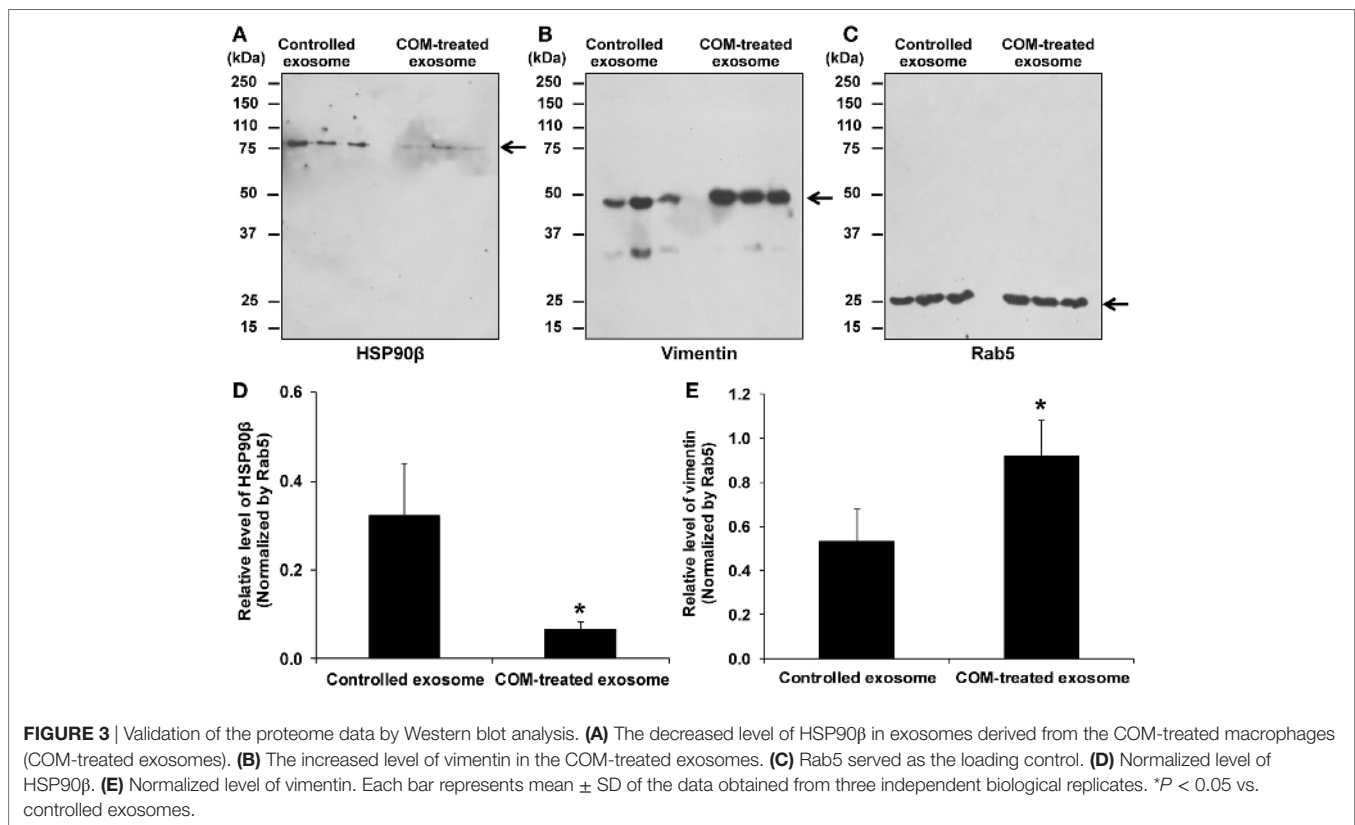 A
(kDa)
Controlled
exosome
COM-treated
exosome
250
150
110
75
50
37
25
15
HSP90β
B
(kDa)
Controlled
exosome
COM-treated
exosome
250
150
110
75
50
37
25
15
Vimentin
C
(kDa)
Controlled
exosome
COM-treated
exosome
250
150
110
75
50
37
25
15
Rab5
D
Relative level of HSP90β
(Normalized by Rab5)
0.6
0.4
0.2
0.0
*
Controlled exosome
COM-treated exosome
E
Relative level of vimentin
(Normalized by Rab5)
1.2
1.0
0.8
0.6
0.4
0.2
0.0
*
Controlled exosome
COM-treated exosome
FIGURE 3 | Validation of the proteome data by Western blot analysis. (A) The decreased level of HSP90β in exosomes derived from the COM-treated macrophages
(COM-treated exosomes). (B) The increased level of vimentin in the COM-treated exosomes. (C) Rab5 served as the loading control. (D) Normalized level of
HSP90β. (E) Normalized level of vimentin. Each bar represents mean ± SD of the data obtained from three independent biological replicates. *P < 0.05 vs.
controlled exosomes.